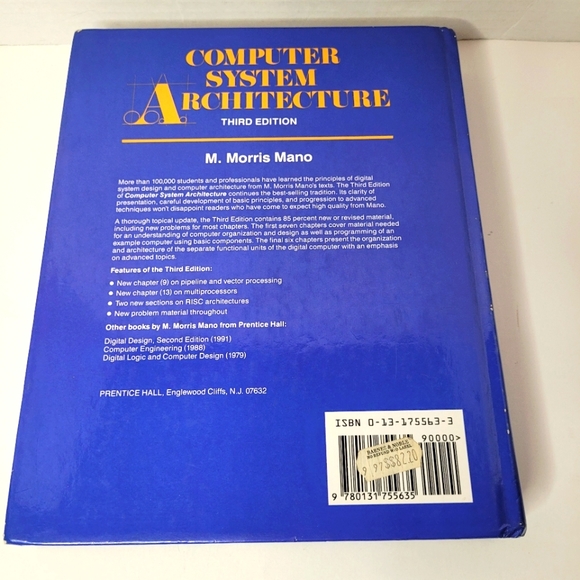 COMPUTER
SYSTEM
ARCHITECTURE
THIRD EDITION
M. Morris Mano
More than 100,000 students and professionals have learned the principles of digital
system design and computer architecture from M. Morris Mano's texts. The Third Edition
of Computer System Architecture continues the best-selling tradition. Its clarity of
presentation, careful development of basic principles, and progression to advanced
techniques won't disappoint readers who have come to expect high quality from Mano.
A thorough topical update, the Third Edition contains 85 percent new or revised material,
including new problems for most chapters. The first seven chapters cover material needed
for an understanding of computer organization and design as well as programming of an
example computer using basic components. The final six chapters present the organization
and architecture of the separate functional units of the digital computer with an emphasis
on advanced topics.
Features of the Third Edition:
• New chapter (9) on pipeline and vector processing
• New chapter (13) on multiprocessors
• Two new sections on RISC architectures
• New problem material throughout
Other books by M. Morris Mano from Prentice Hall:
Digital Design, Second Edition (1991)
Computer Engineering (1988)
Digital Logic and Computer Design (1979)
PRENTICE HALL, Englewood Cliffs, N.J. 07632
ISBN 0-13-175563-3
90000>
BARNES & NOBLE
9 780131 755635